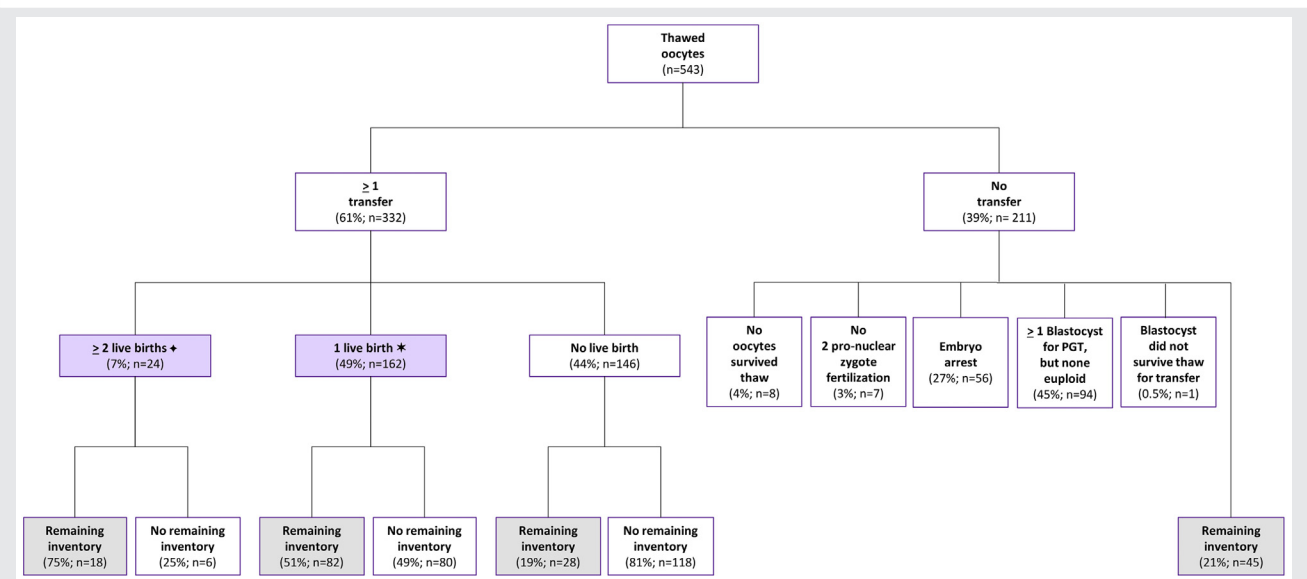 Thawed
oocytes
(n=543)
≥ 1
transfer
(61%; n=332)
No
transfer
(39%; n= 211)
≥ 2 live births ✦
(7%; n=24)
1 live birth ✶
(49%; n=162)
No live birth
(44%; n=146)
No
oocytes
survived
thaw
(4%; n=8)
No
2 pro-nuclear
zygote
fertilization
(3%; n=7)
Embryo
arrest
(27%; n=56)
≥ 1 Blastocyst
for PGT,
but none
euploid
(45%; n=94)
Blastocyst
did not
survive thaw
for transfer
(0.5%; n=1)
Remaining
inventory
(75%; n=18)
No remaining
inventory
(25%; n=6)
Remaining
inventory
(51%; n=82)
No remaining
inventory
(49%; n=80)
Remaining
inventory
(19%; n=28)
No remaining
inventory
(81%; n=118)
Remaining
inventory
(21%; n=45)